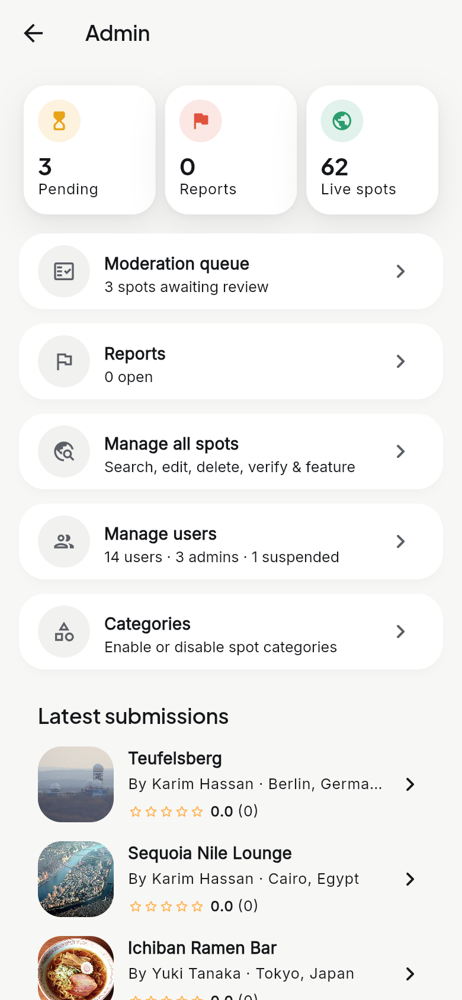 Admin
3
Pending
0
Reports
62
Live spots
Moderation queue
3 spots awaiting review
Reports
0 open
Manage all spots
Search, edit, delete, verify & feature
Manage users
14 users · 3 admins · 1 suspended
Categories
Enable or disable spot categories
Latest submissions
Teufelsberg
By Karim Hassan · Berlin, Germa...
0.0 (0)
Sequoia Nile Lounge
By Karim Hassan · Cairo, Egypt
0.0 (0)
Ichiban Ramen Bar
By Yuki Tanaka · Tokyo, Japan
0.0 (0)